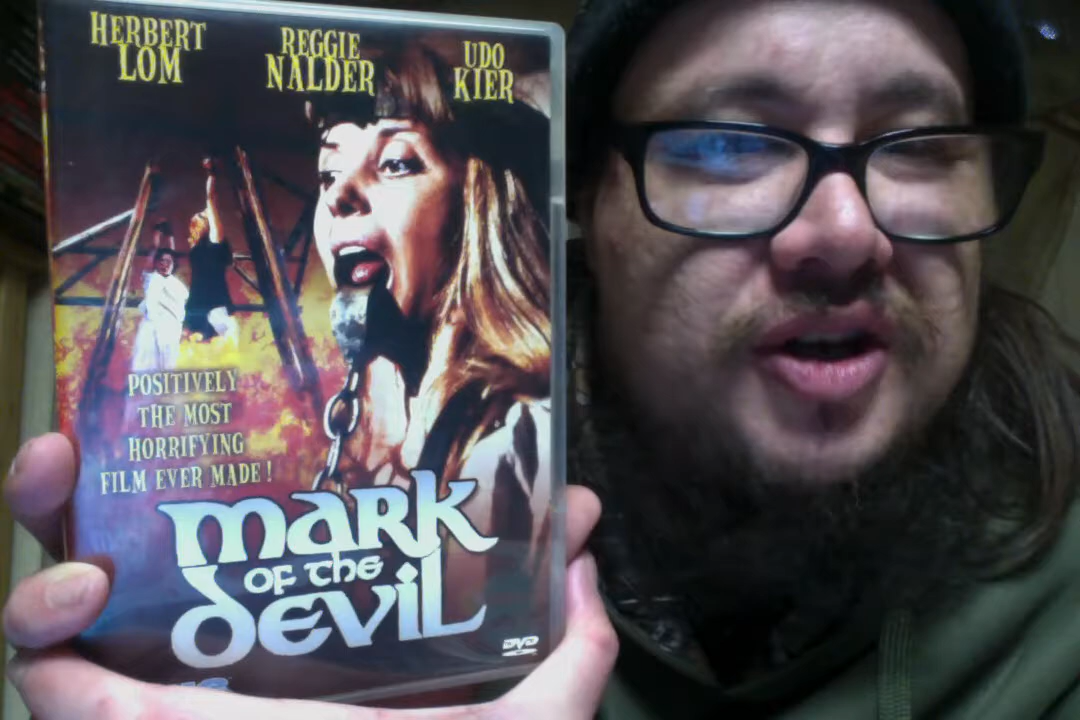 HERBERT LOM
REGGIE NALDER
UDO KIER
POSITIVELY
THE MOST
HORRIFYING
FILM EVER MADE!
MARK
OF THE
DEVIL
DVD